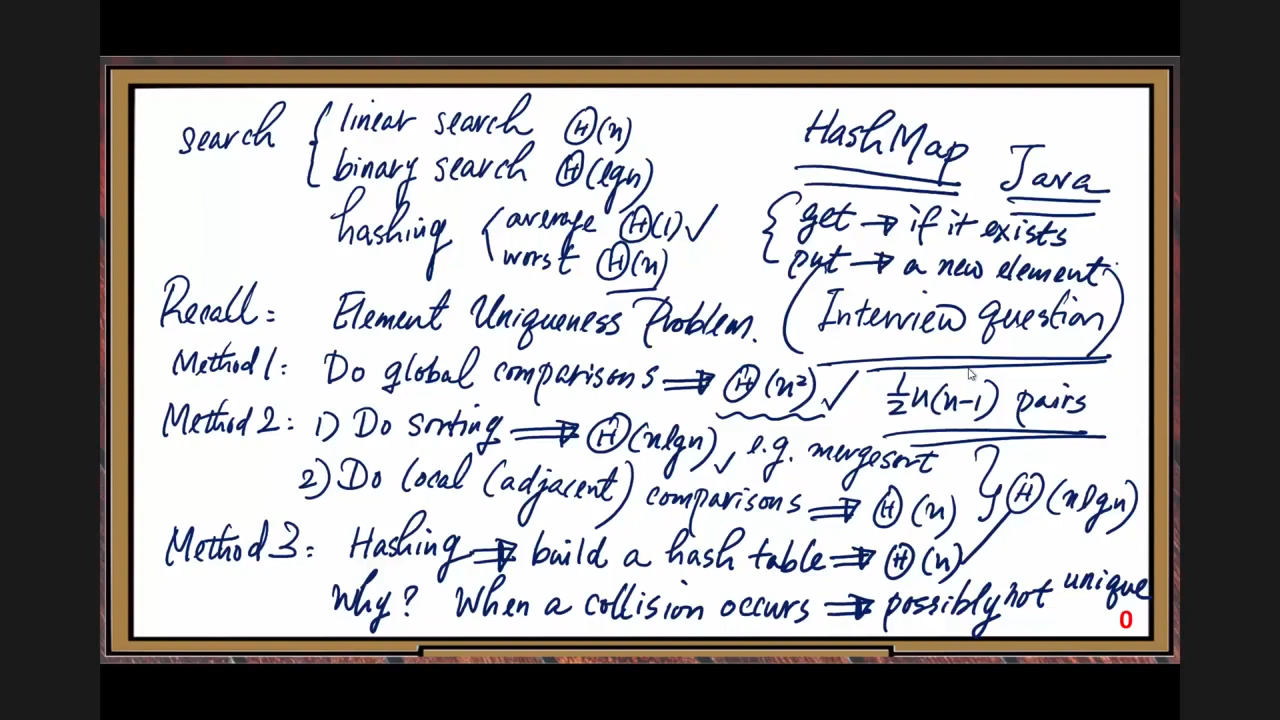 search { linear search Θ(n)
binary search Θ(lgn)
hashing { average Θ(1) ✓
worst Θ(n)
HashMap Java
{ get → if it exists
put → a new element
Recall: Element Uniqueness Problem. (Interview question)
Method 1: Do global comparisons ⇒ Θ(n²) ✓ ½n(n-1) pairs
Method 2: 1) Do sorting ⇒ Θ(nlgn), e.g. mergesort
2) Do local (adjacent) comparisons ⇒ Θ(n) } Θ(nlgn)
Method 3: Hashing ⇒ build a hash table ⇒ Θ(n) ✓
Why? When a collision occurs ⇒ possibly not unique
0